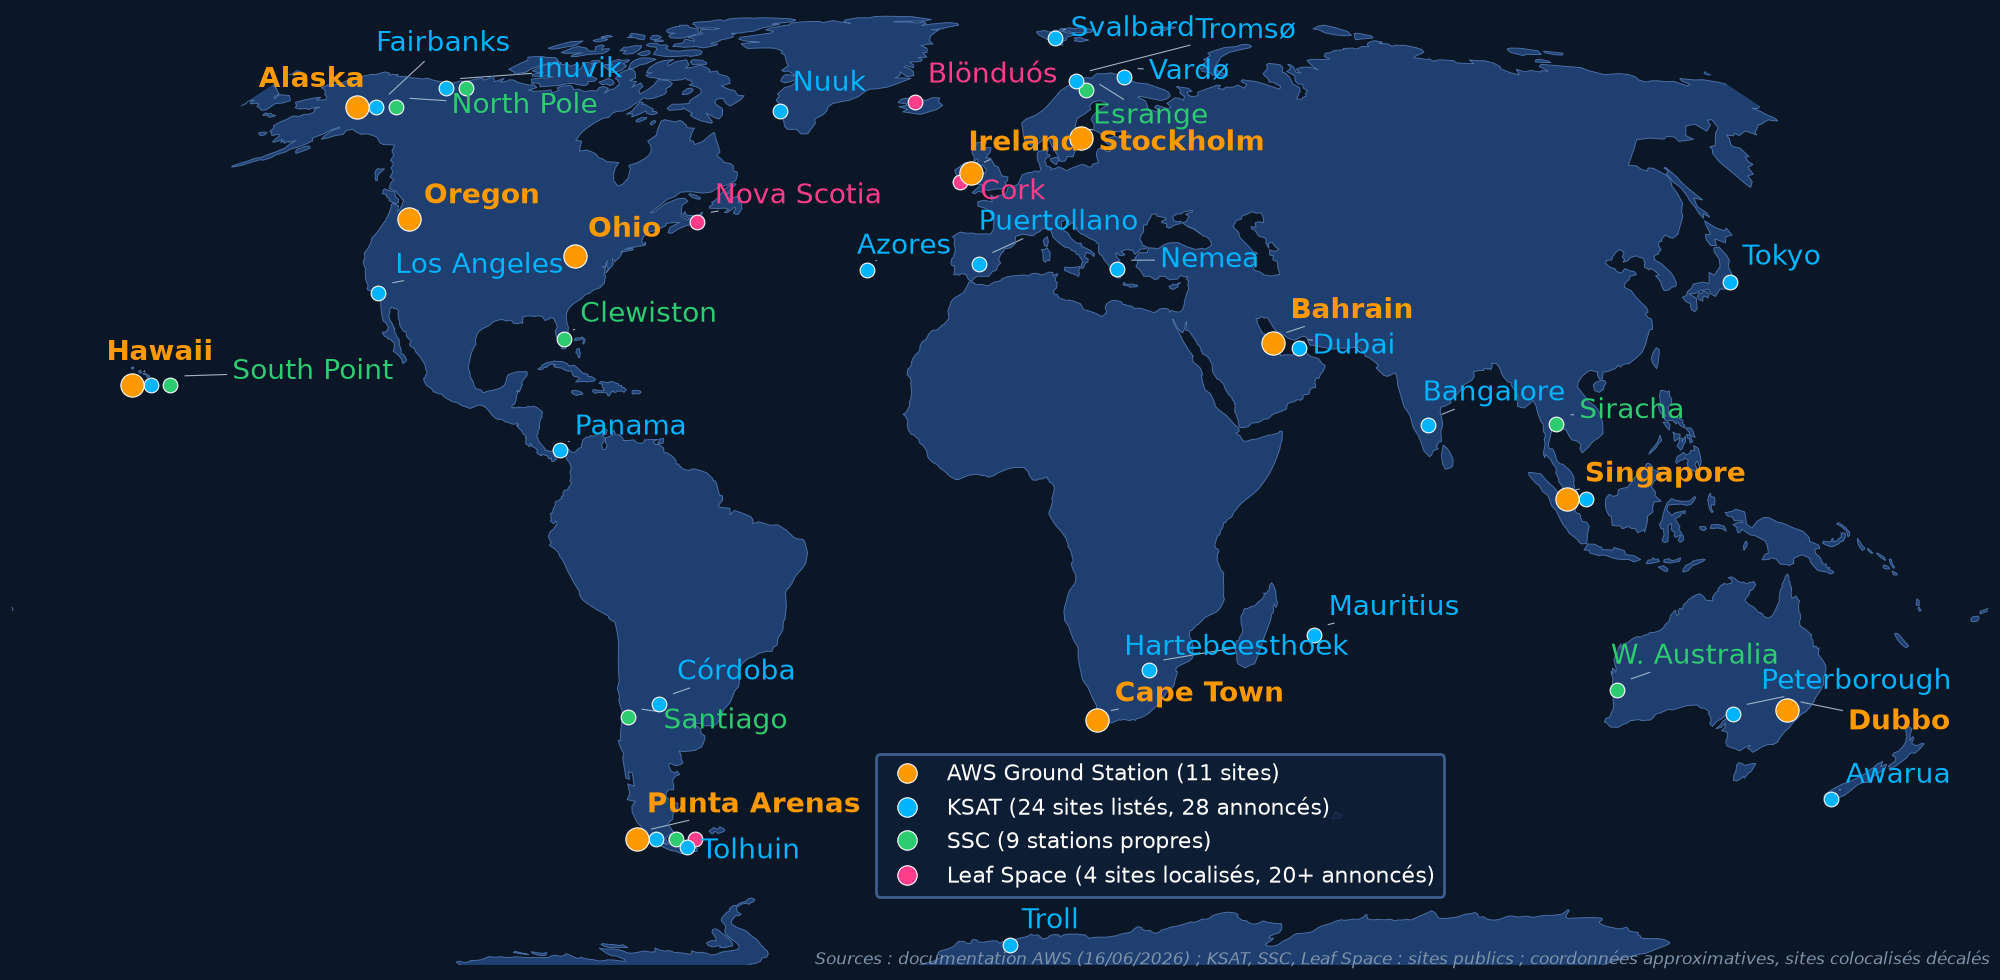 Svalbard
Tromsø
Fairbanks
Inuvik
Vardø
Blönduós
Alaska
Nuuk
North Pole
Esrange
Ireland
Stockholm
Cork
Oregon
Nova Scotia
Puertollano
Ohio
Azores
Nemea
Tokyo
Los Angeles
Clewiston
Bahrain
Dubai
Hawaii
South Point
Bangalore
Siracha
Panama
Singapore
Mauritius
Hartebeesthoek
W. Australia
Córdoba
Peterborough
Cape Town
Santiago
Dubbo
Awarua
Punta Arenas
Tolhuin
AWS Ground Station (11 sites)
KSAT (24 sites listés, 28 annoncés)
SSC (9 stations propres)
Leaf Space (4 sites localisés, 20+ annoncés)
Troll
Sources : documentation AWS (16/06/2026) ; KSAT, SSC, Leaf Space : sites publics ; coordonnées approximatives, sites colocalisés décalés